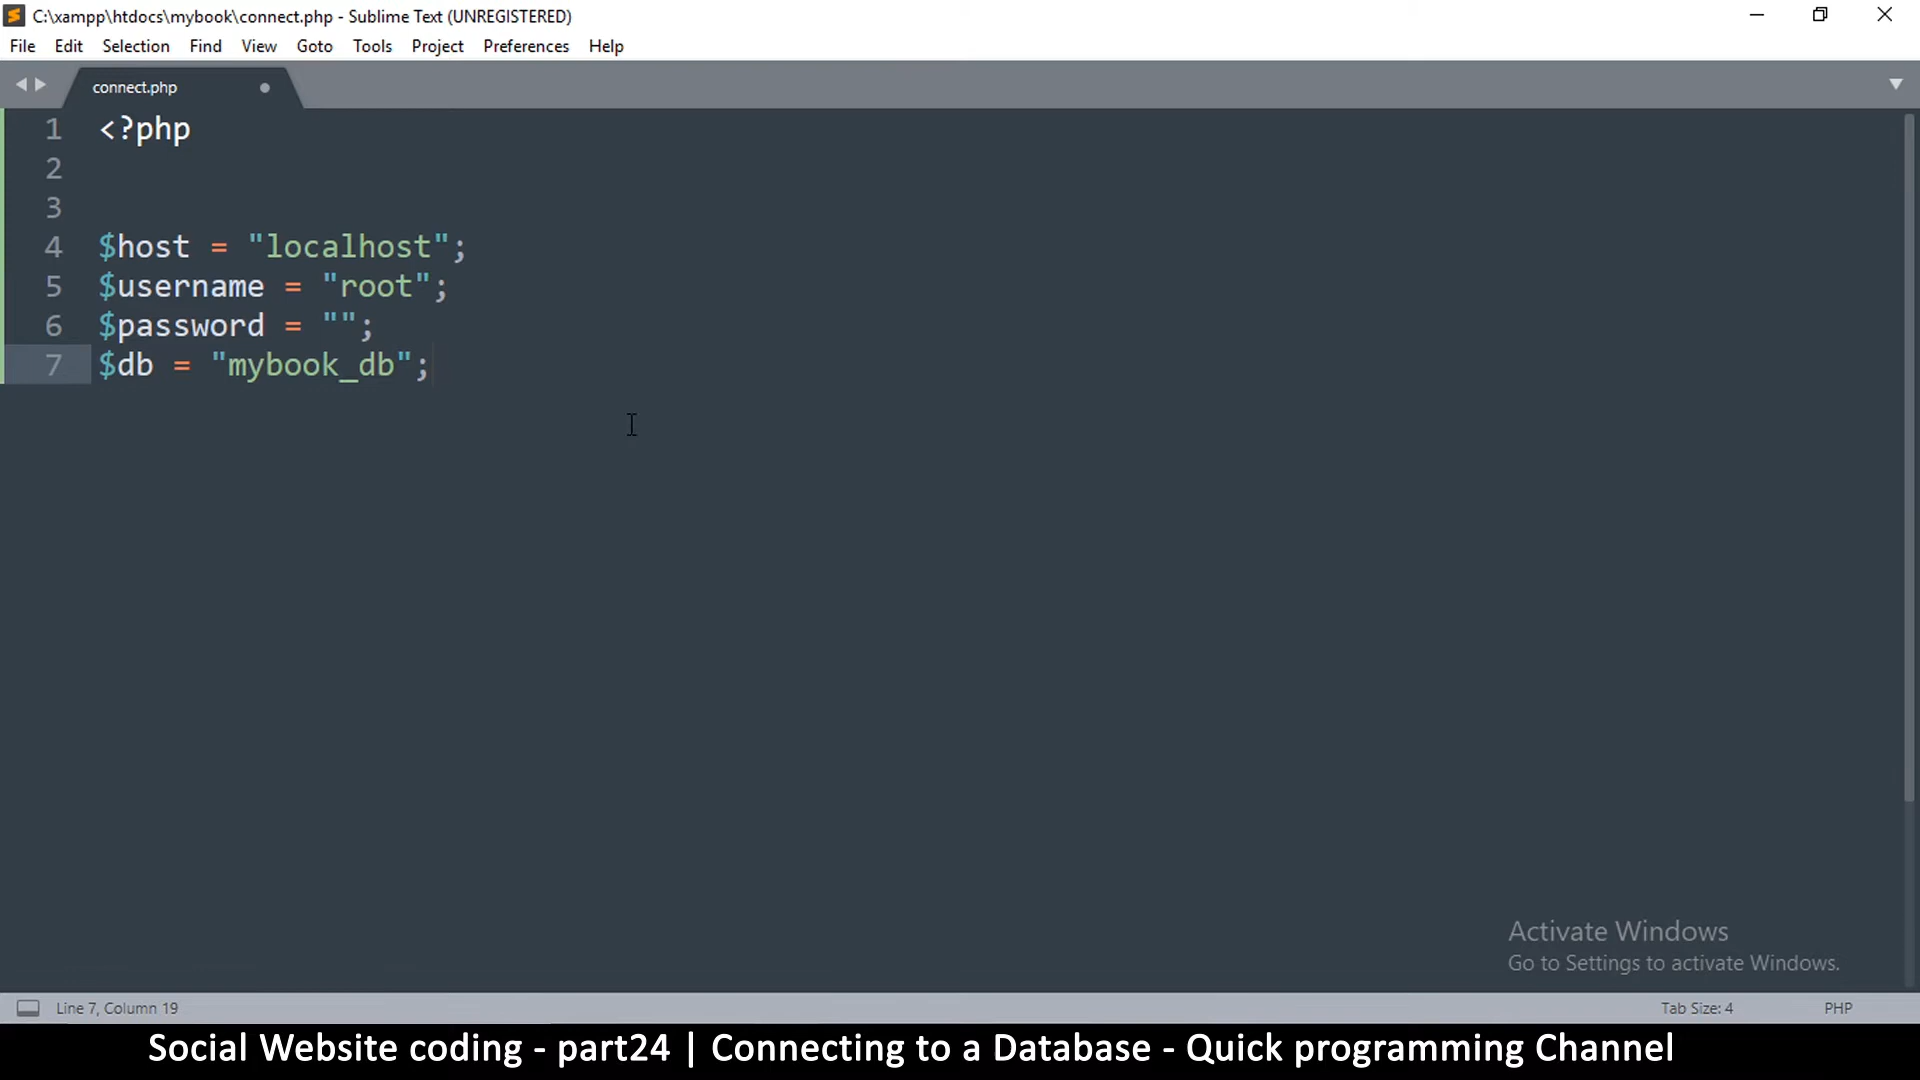 C:\xampp\htdocs\mybook\connect.php - Sublime Text (UNREGISTERED)
File Edit Selection Find View Goto Tools Project Preferences Help
connect.php
1 <?php
2
3
4 $host = "localhost";
5 $username = "root";
6 $password = "";
7 $db = "mybook_db";
Activate Windows
Go to Settings to activate Windows.
Line 7, Column 19 Tab Size: 4 PHP
Social Website coding - part24 | Connecting to a Database - Quick programming Channel